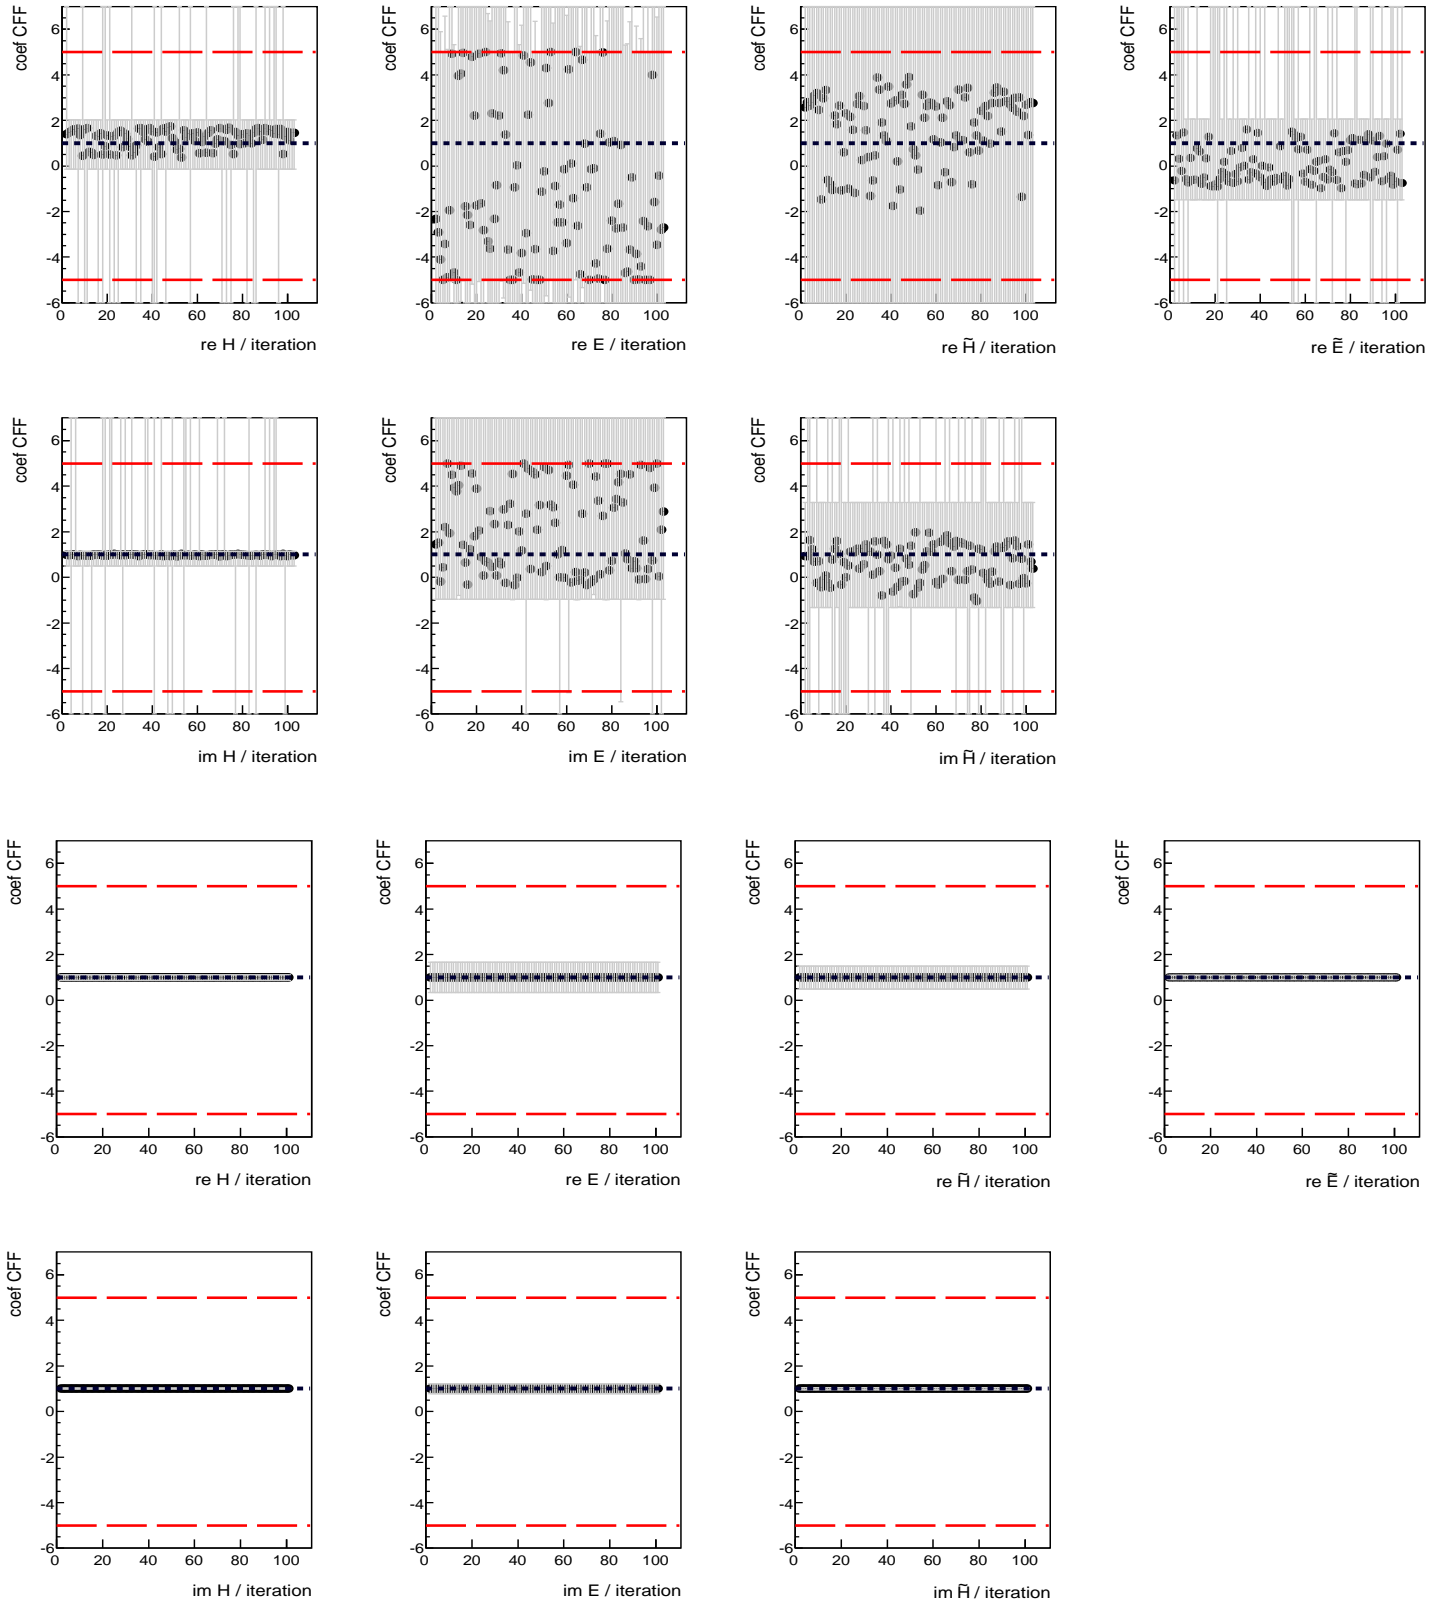 coef CFF
6
4
2
0
-2
-4
-6
0 20 40 60 80 100
re H / iteration
coef CFF
6
4
2
0
-2
-4
-6
0 20 40 60 80 100
re E / iteration
coef CFF
6
4
2
0
-2
-4
-6
0 20 40 60 80 100
re H̃ / iteration
coef CFF
6
4
2
0
-2
-4
-6
0 20 40 60 80 100
re Ẽ / iteration
coef CFF
6
4
2
0
-2
-4
-6
0 20 40 60 80 100
im H / iteration
coef CFF
6
4
2
0
-2
-4
-6
0 20 40 60 80 100
im E / iteration
coef CFF
6
4
2
0
-2
-4
-6
0 20 40 60 80 100
im H̃ / iteration
coef CFF
6
4
2
0
-2
-4
-6
0 20 40 60 80 100
re H / iteration
coef CFF
6
4
2
0
-2
-4
-6
0 20 40 60 80 100
re E / iteration
coef CFF
6
4
2
0
-2
-4
-6
0 20 40 60 80 100
re H̃ / iteration
coef CFF
6
4
2
0
-2
-4
-6
0 20 40 60 80 100
re Ẽ / iteration
coef CFF
6
4
2
0
-2
-4
-6
0 20 40 60 80 100
im H / iteration
coef CFF
6
4
2
0
-2
-4
-6
0 20 40 60 80 100
im E / iteration
coef CFF
6
4
2
0
-2
-4
-6
0 20 40 60 80 100
im H̃ / iteration